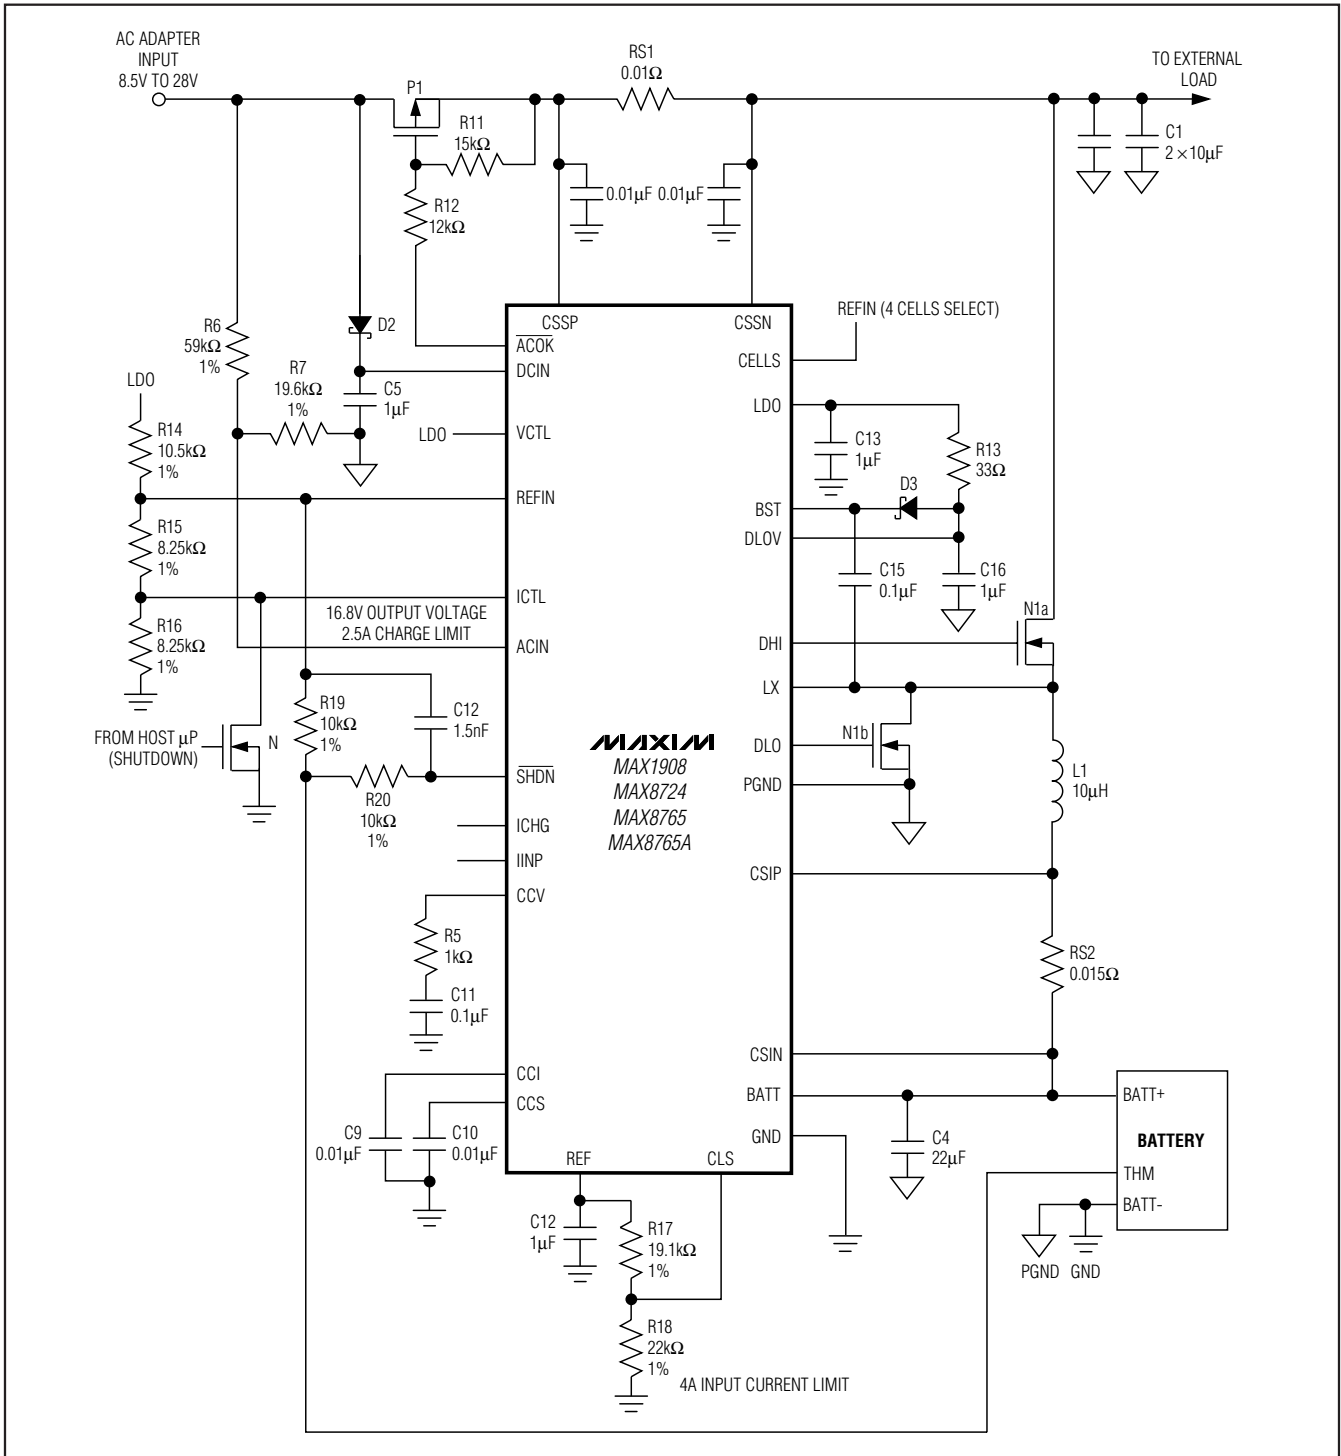 AC ADAPTER
INPUT
8.5V TO 28V
P1
RS1
0.01Ω
TO EXTERNAL
LOAD
R11
15kΩ
C1
2 ×10μF
R12
12kΩ
0.01μF
0.01μF
R6
59kΩ
1%
D2
CSSP
CSSN
REFIN (4 CELLS SELECT)
ACOK
CELLS
DCIN
LDO
R7
19.6kΩ
1%
C5
1μF
LDO
R14
10.5kΩ
1%
LDO
VCTL
C13
1μF
R13
33Ω
D3
REFIN
BST
DLOV
R15
8.25kΩ
1%
C15
0.1μF
C16
1μF
ICTL
N1a
16.8V OUTPUT VOLTAGE
2.5A CHARGE LIMIT
R16
8.25kΩ
1%
ACIN
DHI
LX
R19
10kΩ
1%
C12
1.5nF
FROM HOST μP
(SHUTDOWN)
N
N1b
DLO
MAXIM
MAX1908
MAX8724
MAX8765
MAX8765A
SHDN
PGND
L1
10μH
R20
10kΩ
1%
ICHG
IINP
CCV
CSIP
R5
1kΩ
RS2
0.015Ω
C11
0.1μF
CSIN
CCI
BATT
BATT+
CCS
BATTERY
GND
C9
0.01μF
C10
0.01μF
C4
22μF
REF
CLS
THM
BATT-
C12
1μF
R17
19.1kΩ
1%
PGND
GND
R18
22kΩ
1%
4A INPUT CURRENT LIMIT